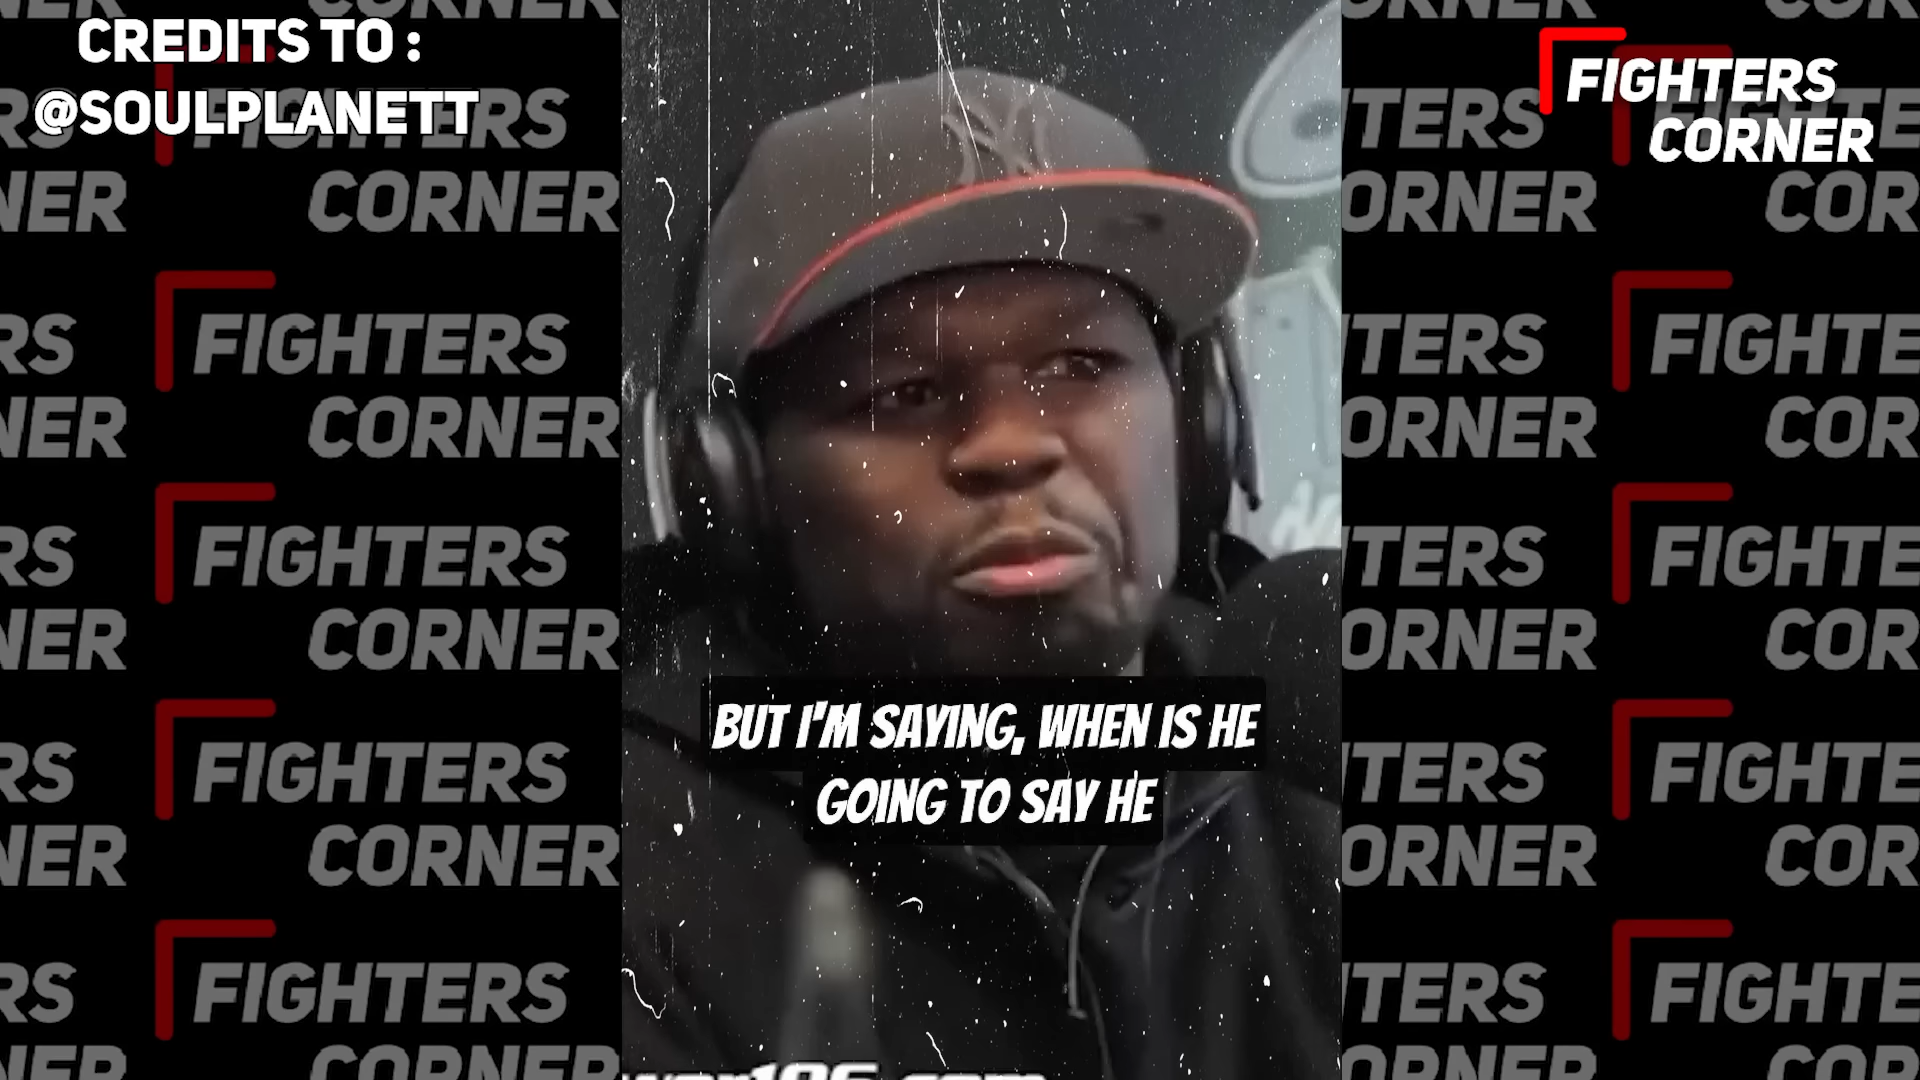 CREDITS TO :
@SOULPLANETT
FIGHTERS
CORNER
BUT I'M SAYING, WHEN IS HE
GOING TO SAY HE
FIGHTERS
CORNER
FIGHTERS
CORNER
FIGHTERS
CORNER
FIGHTERS
CORNER